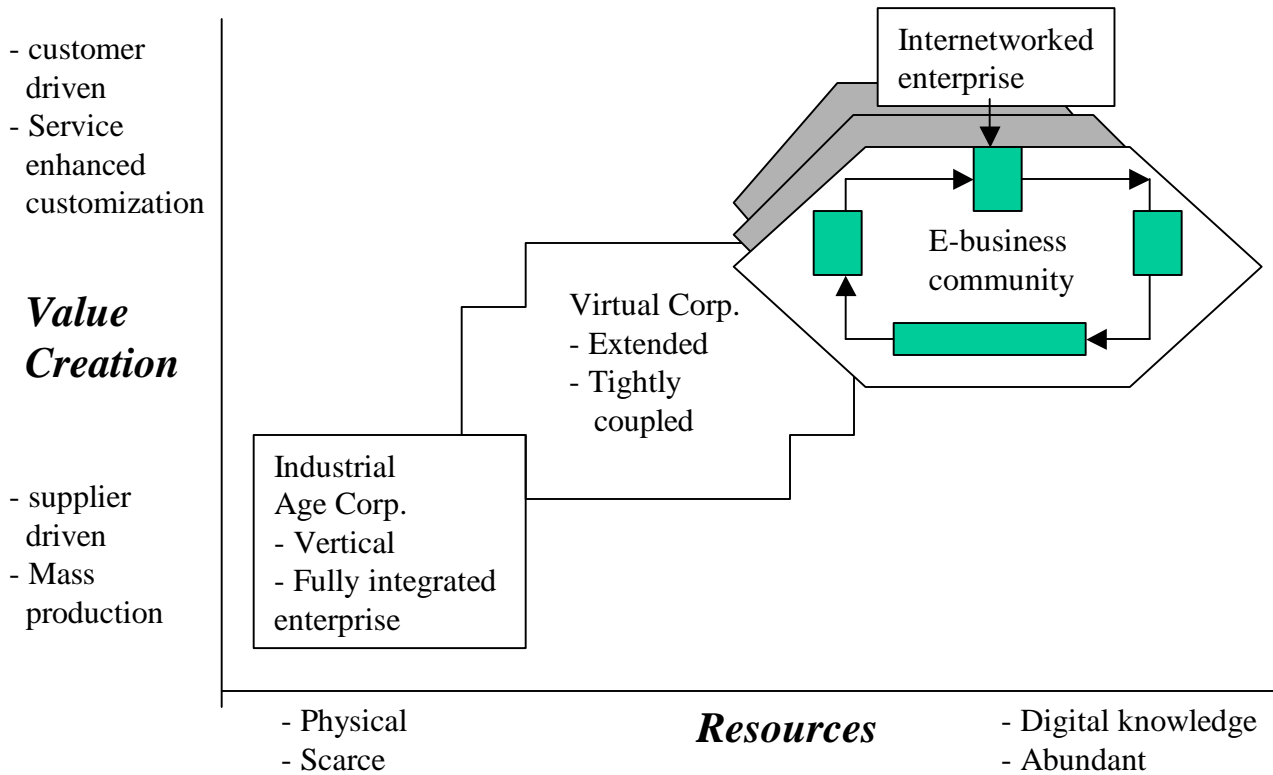 - customer
driven
- Service
enhanced
customization
Value
Creation
- supplier
driven
- Mass
production
Internetworked
enterprise
E-business
community
Virtual Corp.
- Extended
- Tightly
coupled
Industrial
Age Corp.
- Vertical
- Fully integrated
enterprise
- Physical
- Scarce
Resources
- Digital knowledge
- Abundant